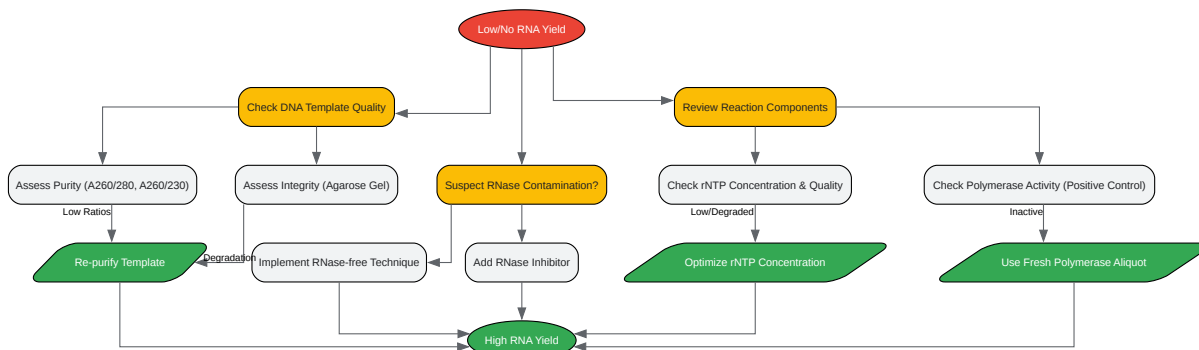 Low/No RNA Yield
Check DNA Template Quality
Review Reaction Components
Assess Purity (A260/280, A260/230)
Assess Integrity (Agarose Gel)
Suspect RNase Contamination?
Check rNTP Concentration & Quality
Check Polymerase Activity (Positive Control)
Low Ratios
Low/Degraded
Inactive
Re-purify Template
Degradation
Implement RNase-free Technique
Add RNase Inhibitor
Optimize rNTP Concentration
Use Fresh Polymerase Aliquot
High RNA Yield